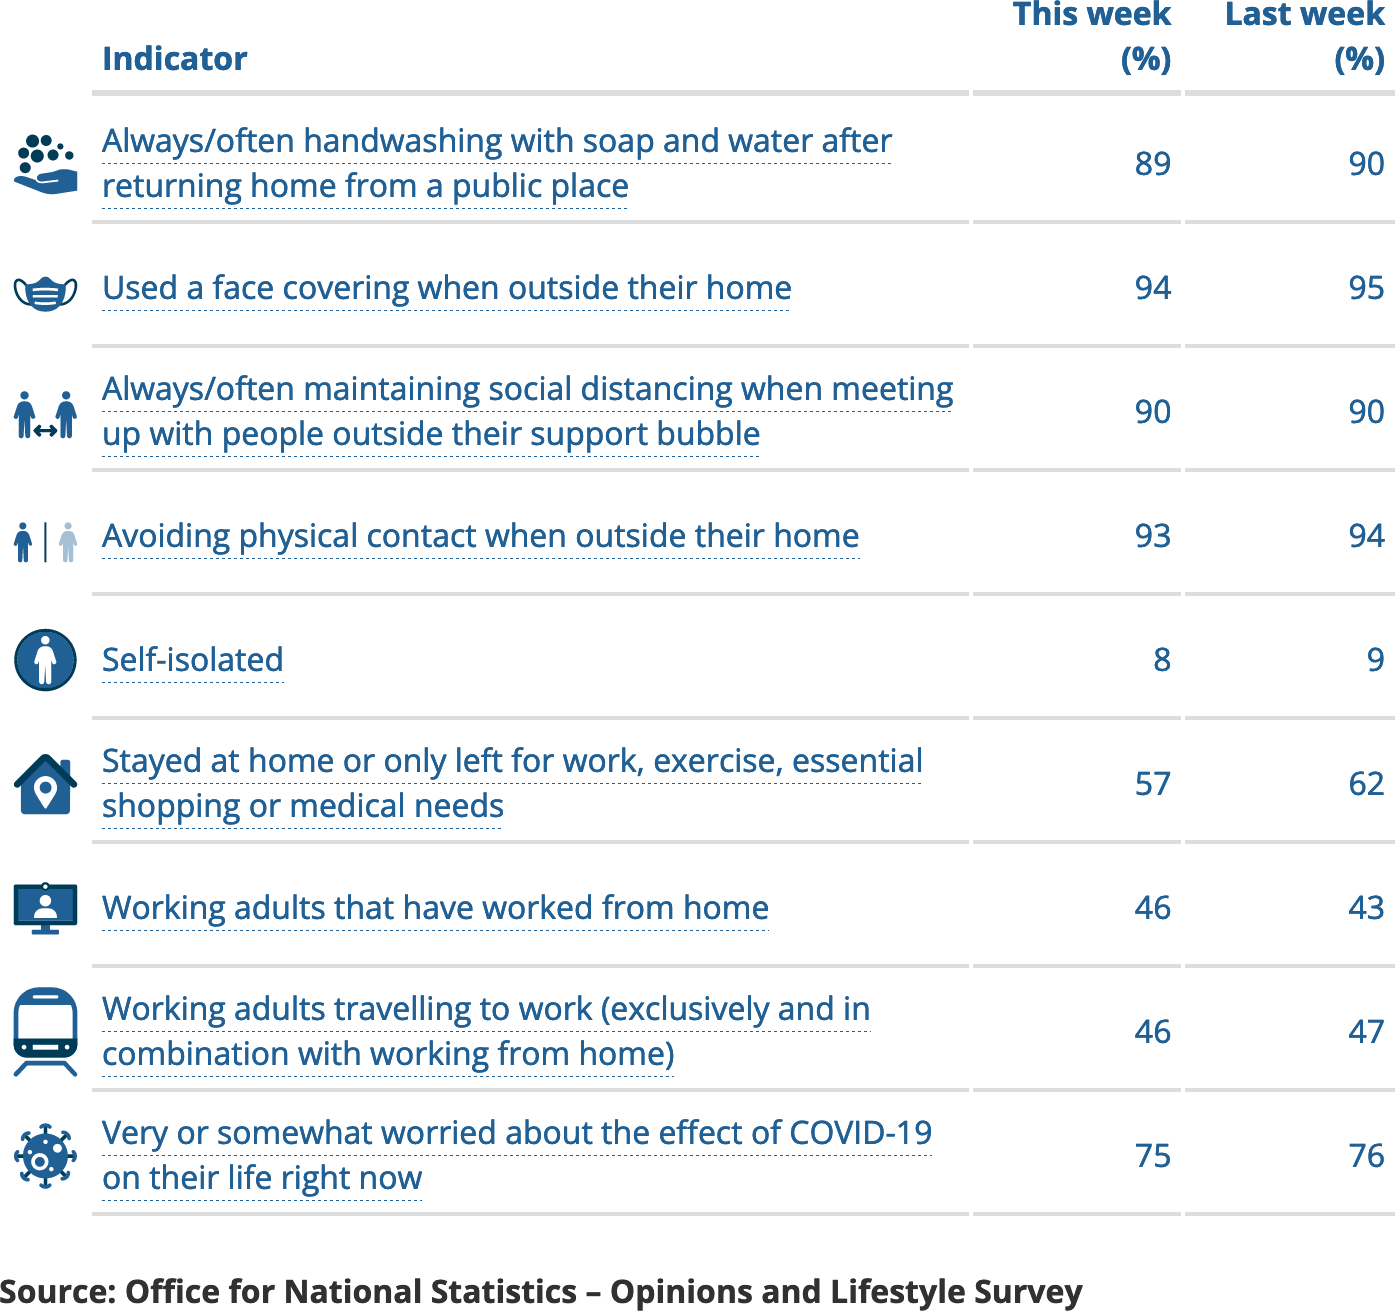 This week Last week
Indicator (%) (%)
Always/often handwashing with soap and water after
returning home from a public place
89 90
Used a face covering when outside their home 94 95
Always/often maintaining social distancing when meeting
up with people outside their support bubble
90 90
Avoiding physical contact when outside their home 93 94
Self-isolated 8 9
Stayed at home or only left for work, exercise, essential
shopping or medical needs
57 62
Working adults that have worked from home 46 43
Working adults travelling to work (exclusively and in
combination with working from home)
46 47
Very or somewhat worried about the effect of COVID-19
on their life right now
75 76
Source: Office for National Statistics – Opinions and Lifestyle Survey